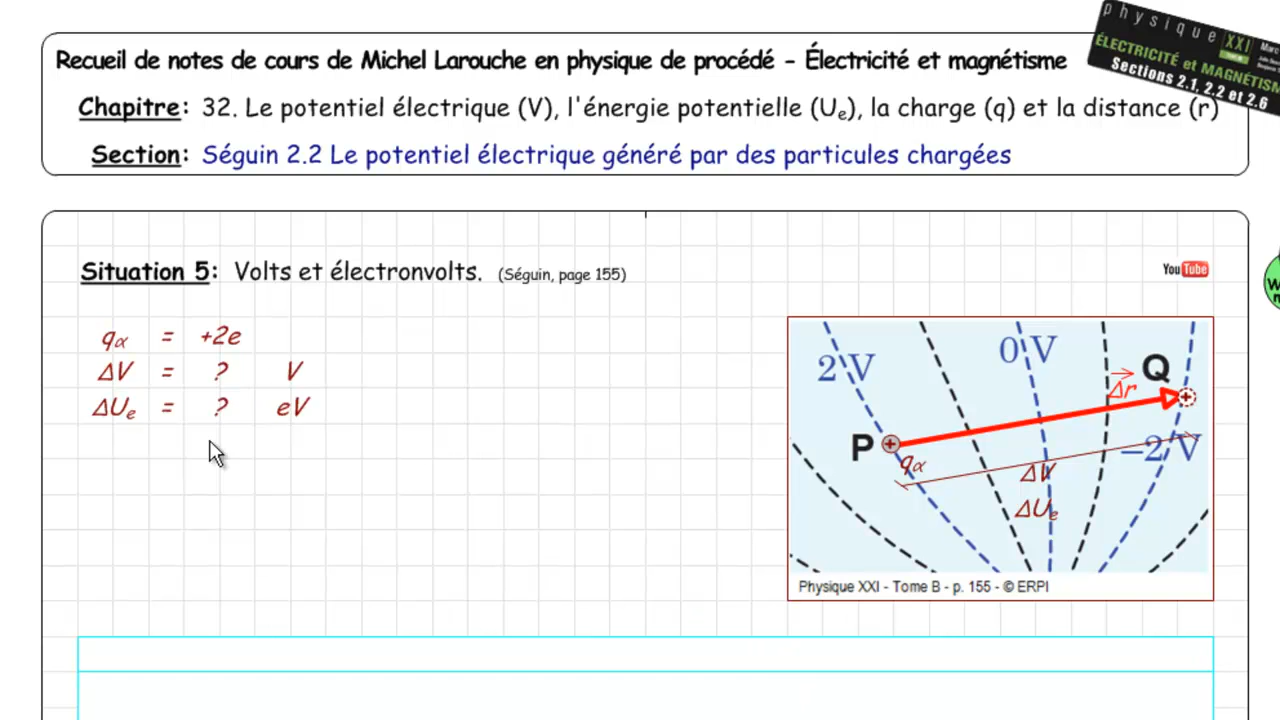 physique XXI
ÉLECTRICITÉ et MAGNÉTISM
Sections 2.1, 2.2 et 2.6
Recueil de notes de cours de Michel Larouche en physique de procédé - Électricité et magnétisme
Chapitre: 32. Le potentiel électrique (V), l'énergie potentielle (Ue), la charge (q) et la distance (r)
Section: Séguin 2.2 Le potentiel électrique généré par des particules chargées
Situation 5: Volts et électronvolts. (Séguin, page 155)
YouTube
qα = +2e
ΔV = ? V
ΔUe = ? eV
2 V
0 V
Q
Δr
P
qα
−2 V
ΔV
ΔUe
Physique XXI - Tome B - p. 155 - © ERPI